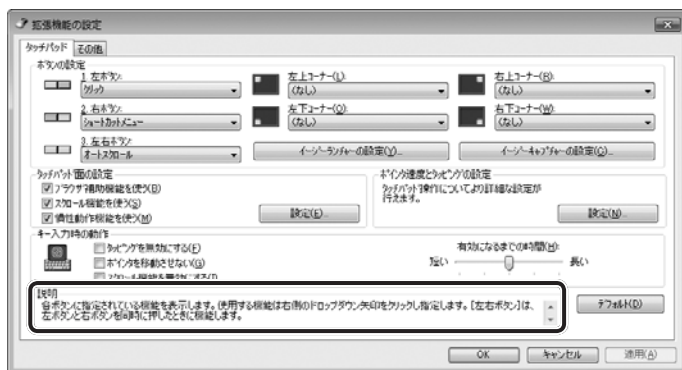 拡張機能の設定
タッチパッド その他
ボタンの設定
1. 左ボタン: 左上コーナー(L): 右上コーナー(R):
クリック (なし) (なし)
2. 右ボタン: 左下コーナー(O): 右下コーナー(W):
ショートカットメニュー (なし) (なし)
3. 左右ボタン:
オートスクロール イージーランチャーの設定(Y)... イージーキャプチャーの設定(C)...
タッチパッド面の設定 ポインタ速度とタッピングの設定
ブラウザ補助機能を使う(B) タッチパッド操作についてより詳細な設定が
スクロール機能を使う(S) 行えます。
慣性動作機能を使う(M) 設定(E)... 設定(N)...
キー入力時の動作
タッピングを無効にする(F) 有効になるまでの時間(H):
ポインタを移動させない(G) 短い 長い
スクロール機能を無効にする(T)
説明
各ボタンに指定されている機能を表示します。使用する機能は右側のドロップダウン矢印をクリックし指定します。[左右ボタン]は、
左ボタンと右ボタンを同時に押したときに機能します。
デフォルト(D)
OK キャンセル 適用(A)